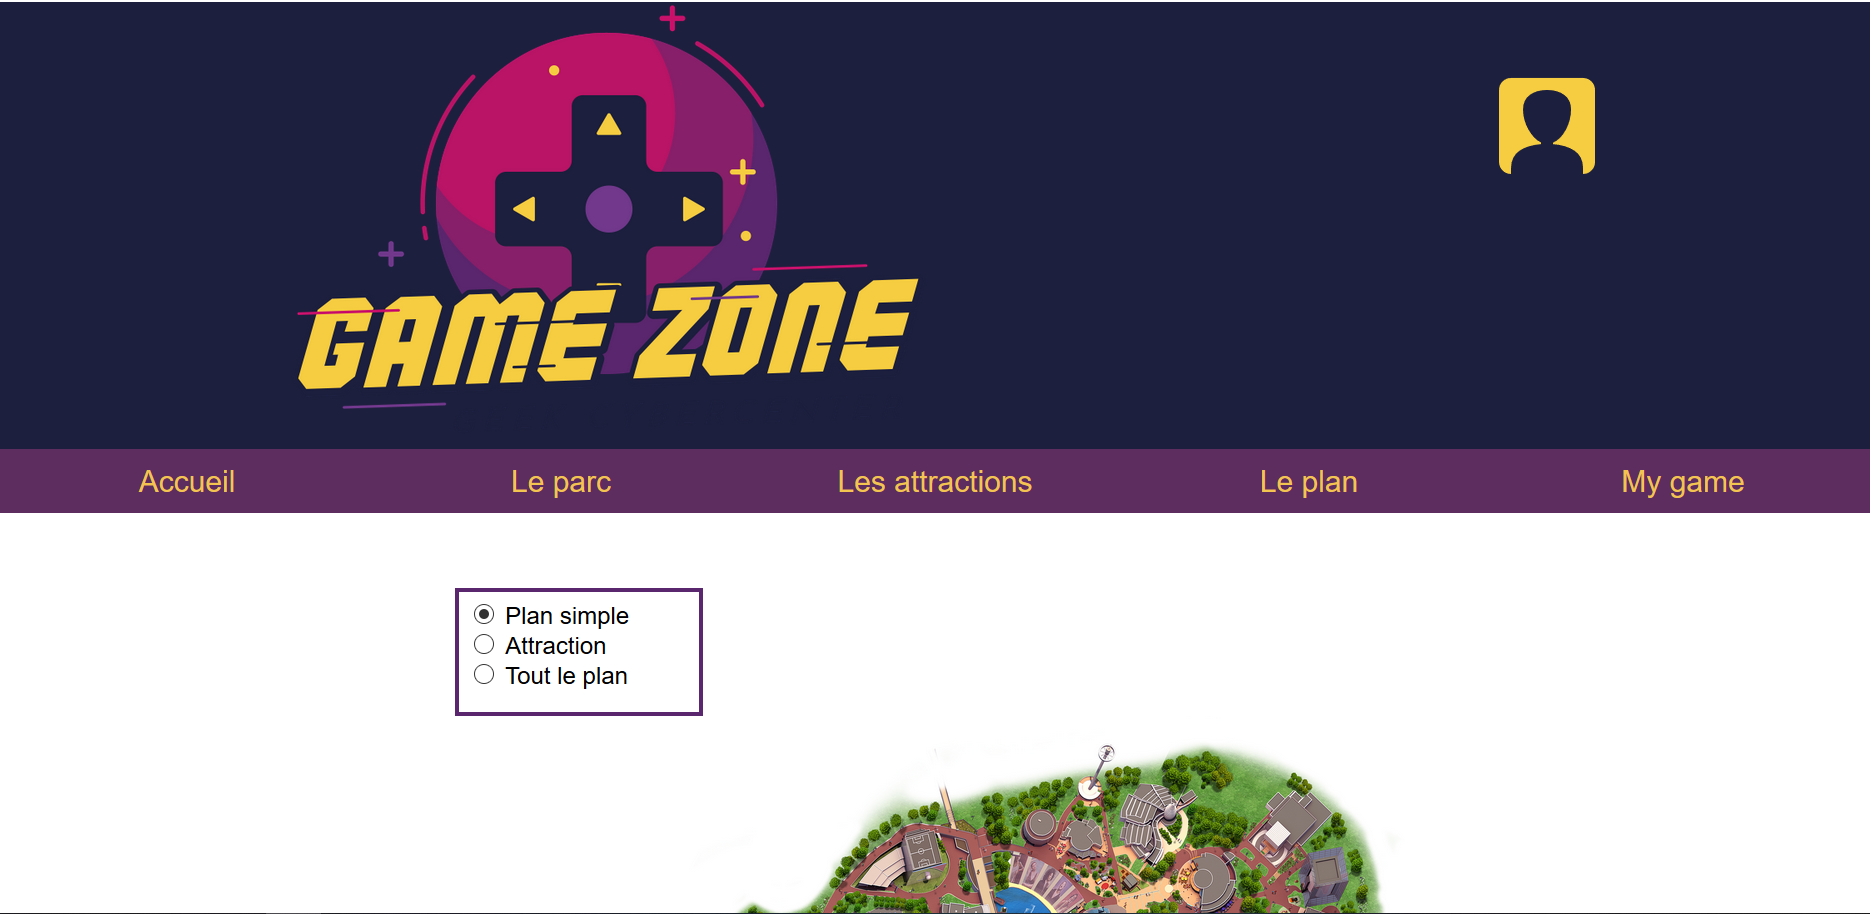 GAME ZONE
Accueil
Le parc
Les attractions
Le plan
My game
Plan simple
Attraction
Tout le plan